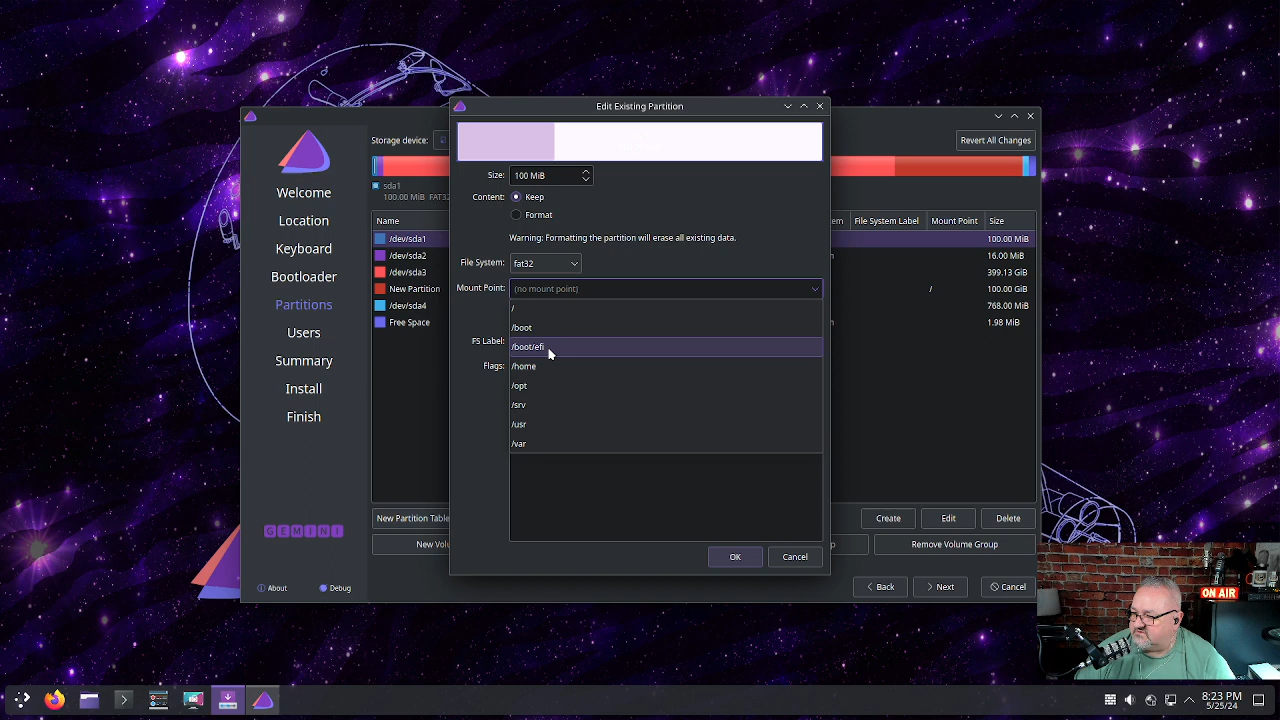 Edit Existing Partition
Storage device:
Revert All Changes
sda1
100.00 MiB FAT32
Welcome
Location
Keyboard
Bootloader
Partitions
Users
Summary
Install
Finish
GEMINI
About
Debug
Size:
100 MiB
Content:
Keep
Format
Warning: Formatting the partition will erase all existing data.
File System:
fat32
Mount Point:
(no mount point)
/
/boot
/boot/efi
/home
/opt
/srv
/usr
/var
FS Label:
Flags:
OK
Cancel
Name
File System Label
Mount Point
Size
/dev/sda1
100.00 MiB
/dev/sda2
16.00 MiB
/dev/sda3
399.13 GiB
New Partition
/
100.00 GiB
/dev/sda4
768.00 MiB
Free Space
1.98 MiB
New Partition Table
Create
Edit
Delete
Remove Volume Group
Back
Next
Cancel
ON AIR
8:23 PM
5/25/24